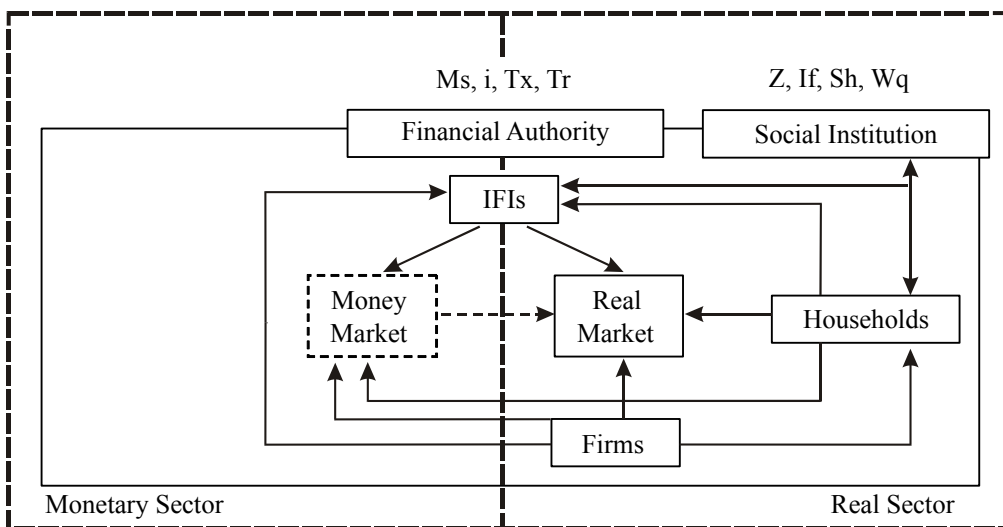 Ms, i, Tx, Tr
Z, If, Sh, Wq
Financial Authority
Social Institution
IFIs
Money
Market
Real
Market
Households
Firms
Monetary Sector
Real Sector